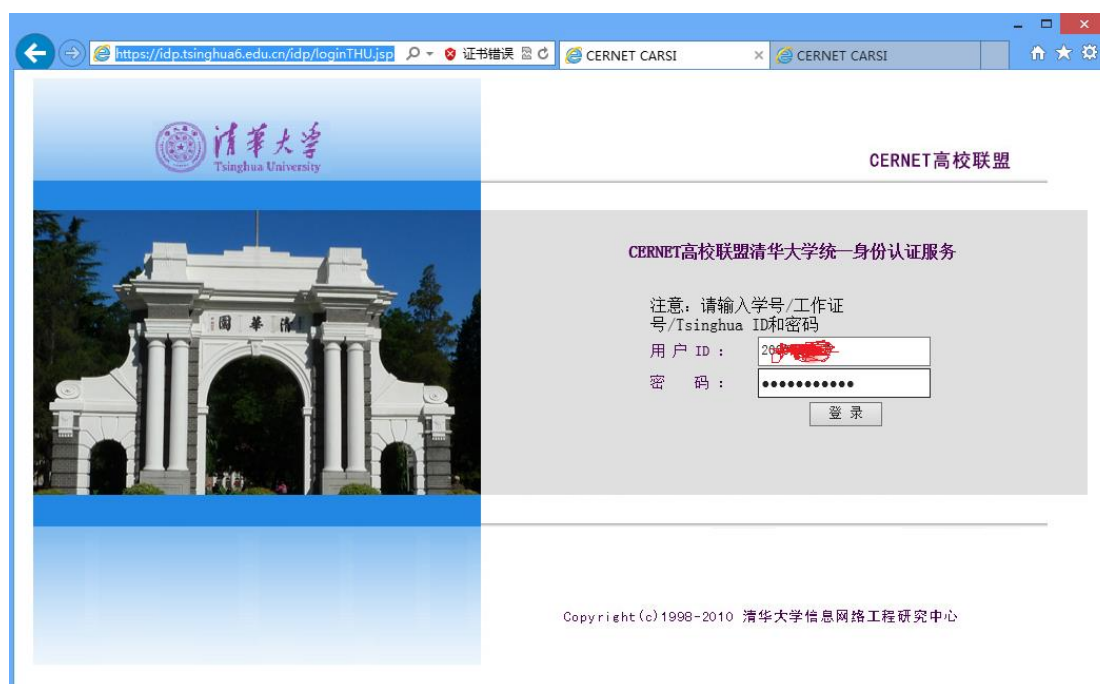 https://idp.tsinghua6.edu.cn/idp/loginTHU.jsp
证书错误
CERNET CARSI
CERNET CARSI
清華大学
Tsinghua University
CERNET高校联盟
園華清
CERNET高校联盟清华大学统一身份认证服务
注意：请输入学号/工作证
号/Tsinghua ID和密码
用 户 ID :
20
密 码 :
登 录
Copyright(c)1998-2010 清华大学信息网络工程研究中心